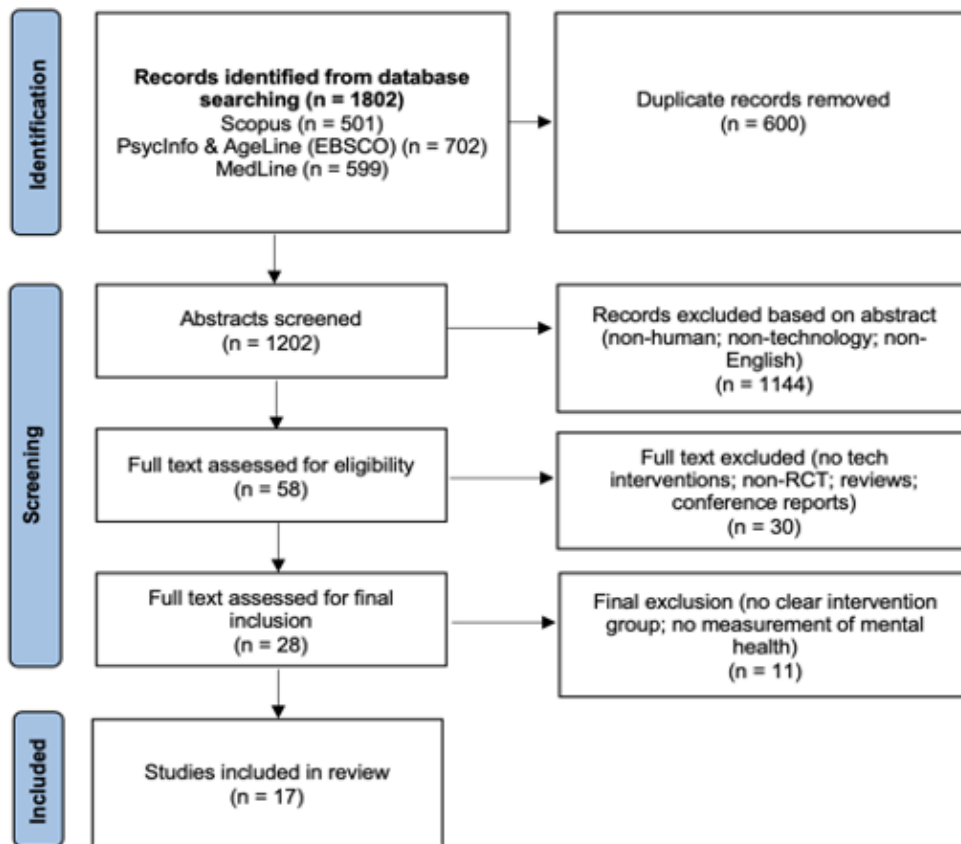 Identification
Records identified from database
searching (n = 1802)
Scopus (n = 501)
PsycInfo & AgeLine (EBSCO) (n = 702)
MedLine (n = 599)
Duplicate records removed
(n = 600)
Screening
Abstracts screened
(n = 1202)
Records excluded based on abstract
(non-human; non-technology; non-
English)
(n = 1144)
Full text assessed for eligibility
(n = 58)
Full text excluded (no tech
interventions; non-RCT; reviews;
conference reports)
(n = 30)
Full text assessed for final
inclusion
(n = 28)
Final exclusion (no clear intervention
group; no measurement of mental
health)
(n = 11)
Included
Studies included in review
(n = 17)